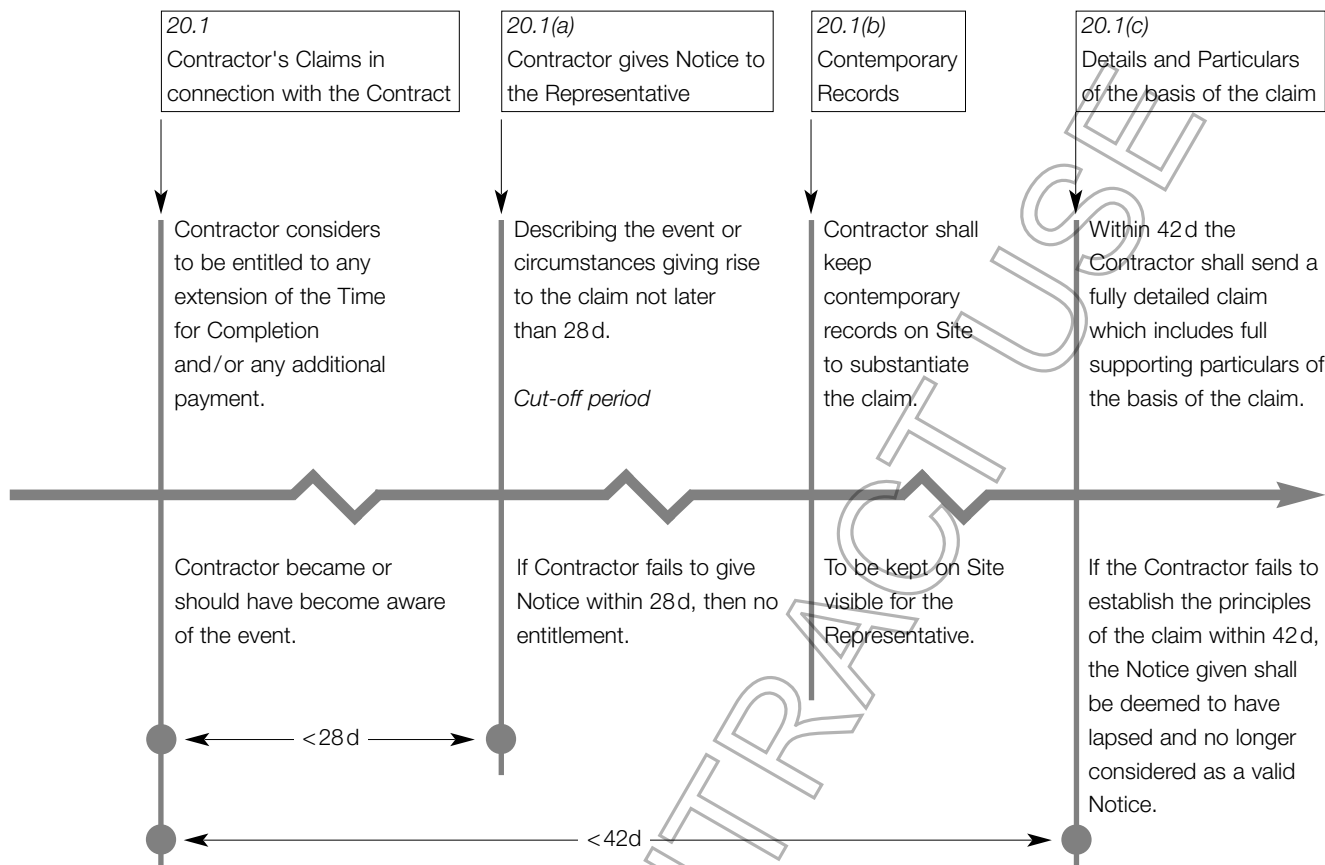 20.1
Contractor's Claims in
connection with the Contract
20.1(a)
Contractor gives Notice to
the Representative
20.1(b)
Contemporary
Records
20.1(c)
Details and Particulars
of the basis of the claim
Contractor considers
to be entitled to any
extension of the Time
for Completion
and/or any additional
payment.
Describing the event or
circumstances giving rise
to the claim not later
than 28d.
Cut-off period
Contractor shall
keep
contemporary
records on Site
to substantiate
the claim.
Within 42d the
Contractor shall send a
fully detailed claim
which includes full
supporting particulars of
the basis of the claim.
Contractor became or
should have become aware
of the event.
If Contractor fails to give
Notice within 28d, then no
entitlement.
To be kept on Site
visible for the
Representative.
If the Contractor fails to
establish the principles
of the claim within 42d,
the Notice given shall
be deemed to have
lapsed and no longer
considered as a valid
Notice.
<28d
<42d
NTRACT USE